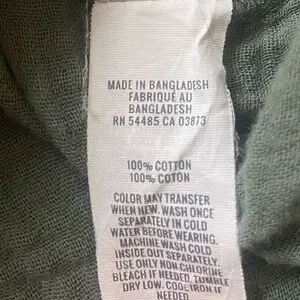 MADE IN BANGLADESH
FABRIQUÉ AU
BANGLADESH
RN 54485 CA 03873
100% COTTON
100% COTON
COLOR MAY TRANSFER
WHEN NEW. WASH ONCE
SEPARATELY IN COLD
WATER BEFORE WEARING.
MACHINE WASH COLD
INSIDE OUT SEPARATELY.
USE ONLY NON-CHLORINE
BLEACH IF NEEDED. TUMBLE
DRY LOW. COOL IRON IF
NEEDED.